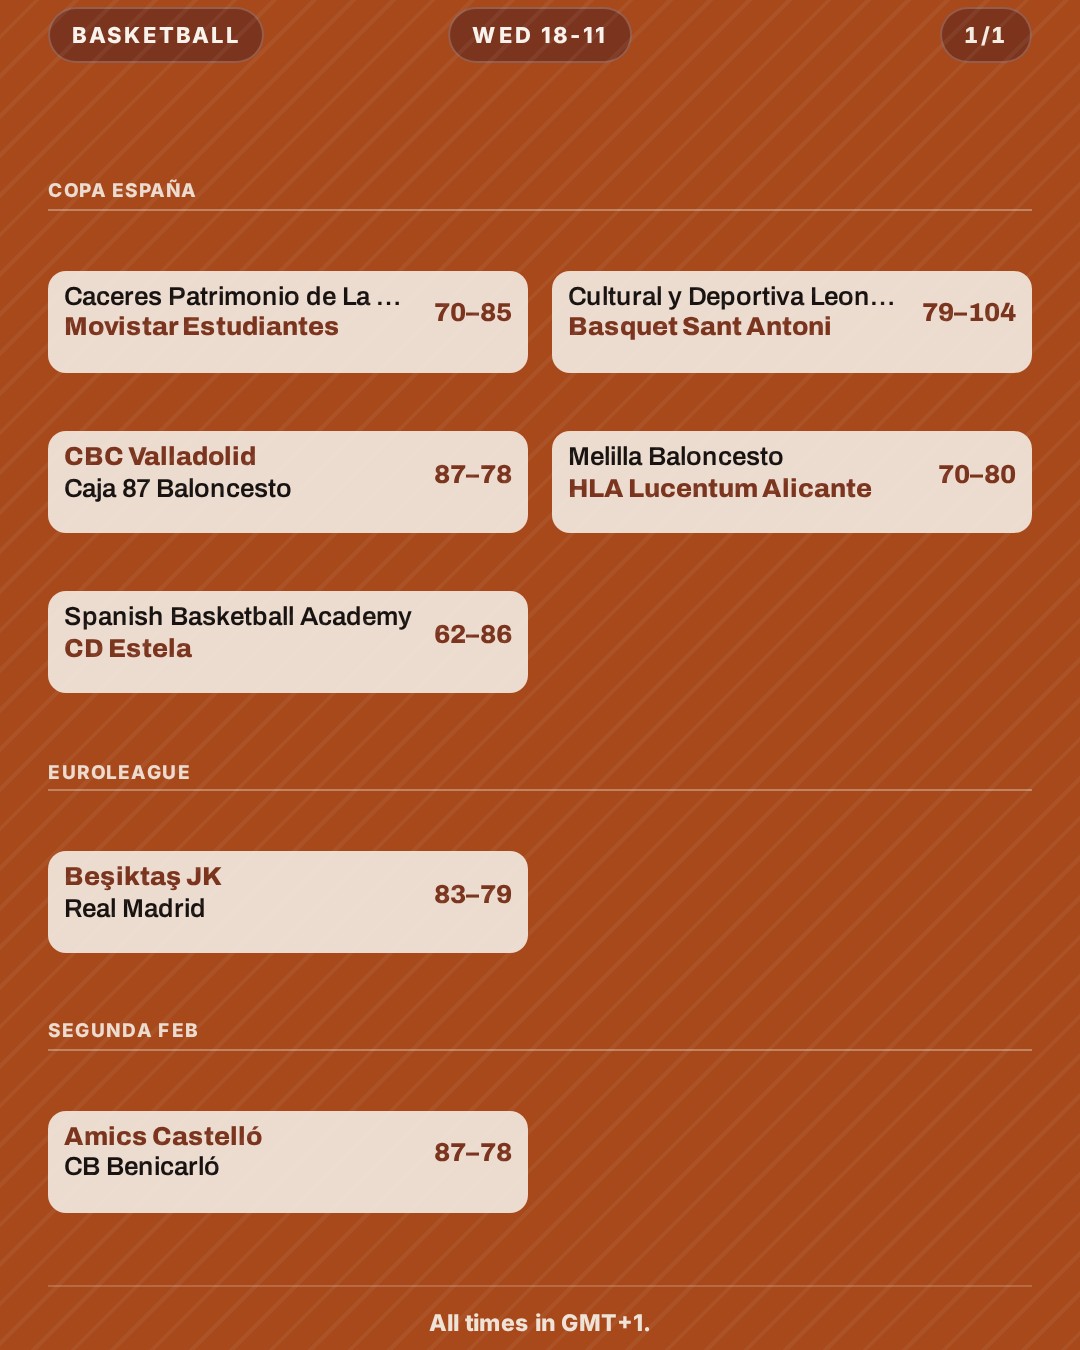 BASKETBALL
WED 18-11
1/1
COPA ESPAÑA
Caceres Patrimonio de La ...
Movistar Estudiantes
70–85
Cultural y Deportiva Leon...
Basquet Sant Antoni
79–104
CBC Valladolid
Caja 87 Baloncesto
87–78
Melilla Baloncesto
HLA Lucentum Alicante
70–80
Spanish Basketball Academy
CD Estela
62–86
EUROLEAGUE
Beşiktaş JK
Real Madrid
83–79
SEGUNDA FEB
Amics Castelló
CB Benicarló
87–78
All times in GMT+1.